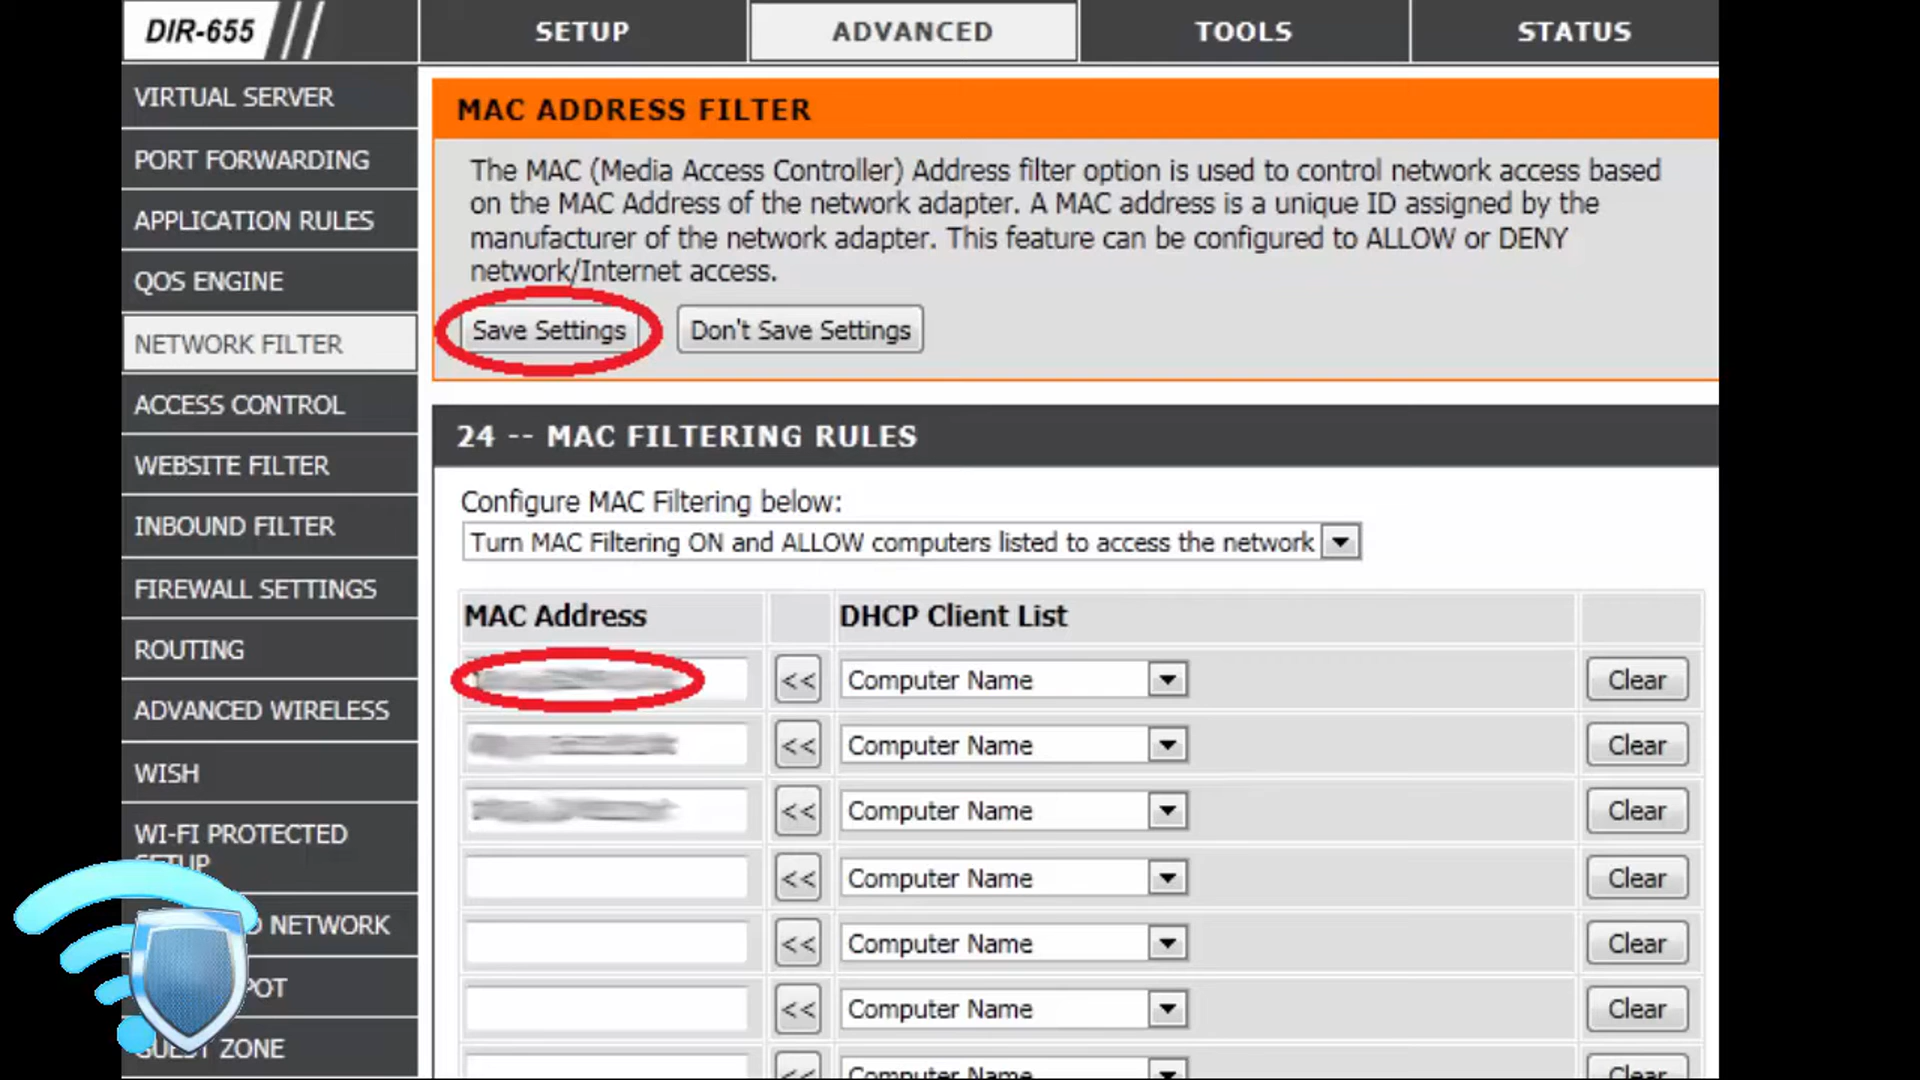 DIR-655
SETUP
ADVANCED
TOOLS
STATUS
VIRTUAL SERVER
PORT FORWARDING
APPLICATION RULES
QOS ENGINE
NETWORK FILTER
ACCESS CONTROL
WEBSITE FILTER
INBOUND FILTER
FIREWALL SETTINGS
ROUTING
ADVANCED WIRELESS
WISH
WI-FI PROTECTED
SETUP
NETWORK
GUEST ZONE
MAC ADDRESS FILTER
The MAC (Media Access Controller) Address filter option is used to control network access based
on the MAC Address of the network adapter. A MAC address is a unique ID assigned by the
manufacturer of the network adapter. This feature can be configured to ALLOW or DENY
network/Internet access.
Save Settings
Don't Save Settings
24 -- MAC FILTERING RULES
Configure MAC Filtering below:
Turn MAC Filtering ON and ALLOW computers listed to access the network
MAC Address
DHCP Client List
<< Computer Name Clear
<< Computer Name Clear
<< Computer Name Clear
<< Computer Name Clear
<< Computer Name Clear
<< Computer Name Clear
<< Computer Name Clear